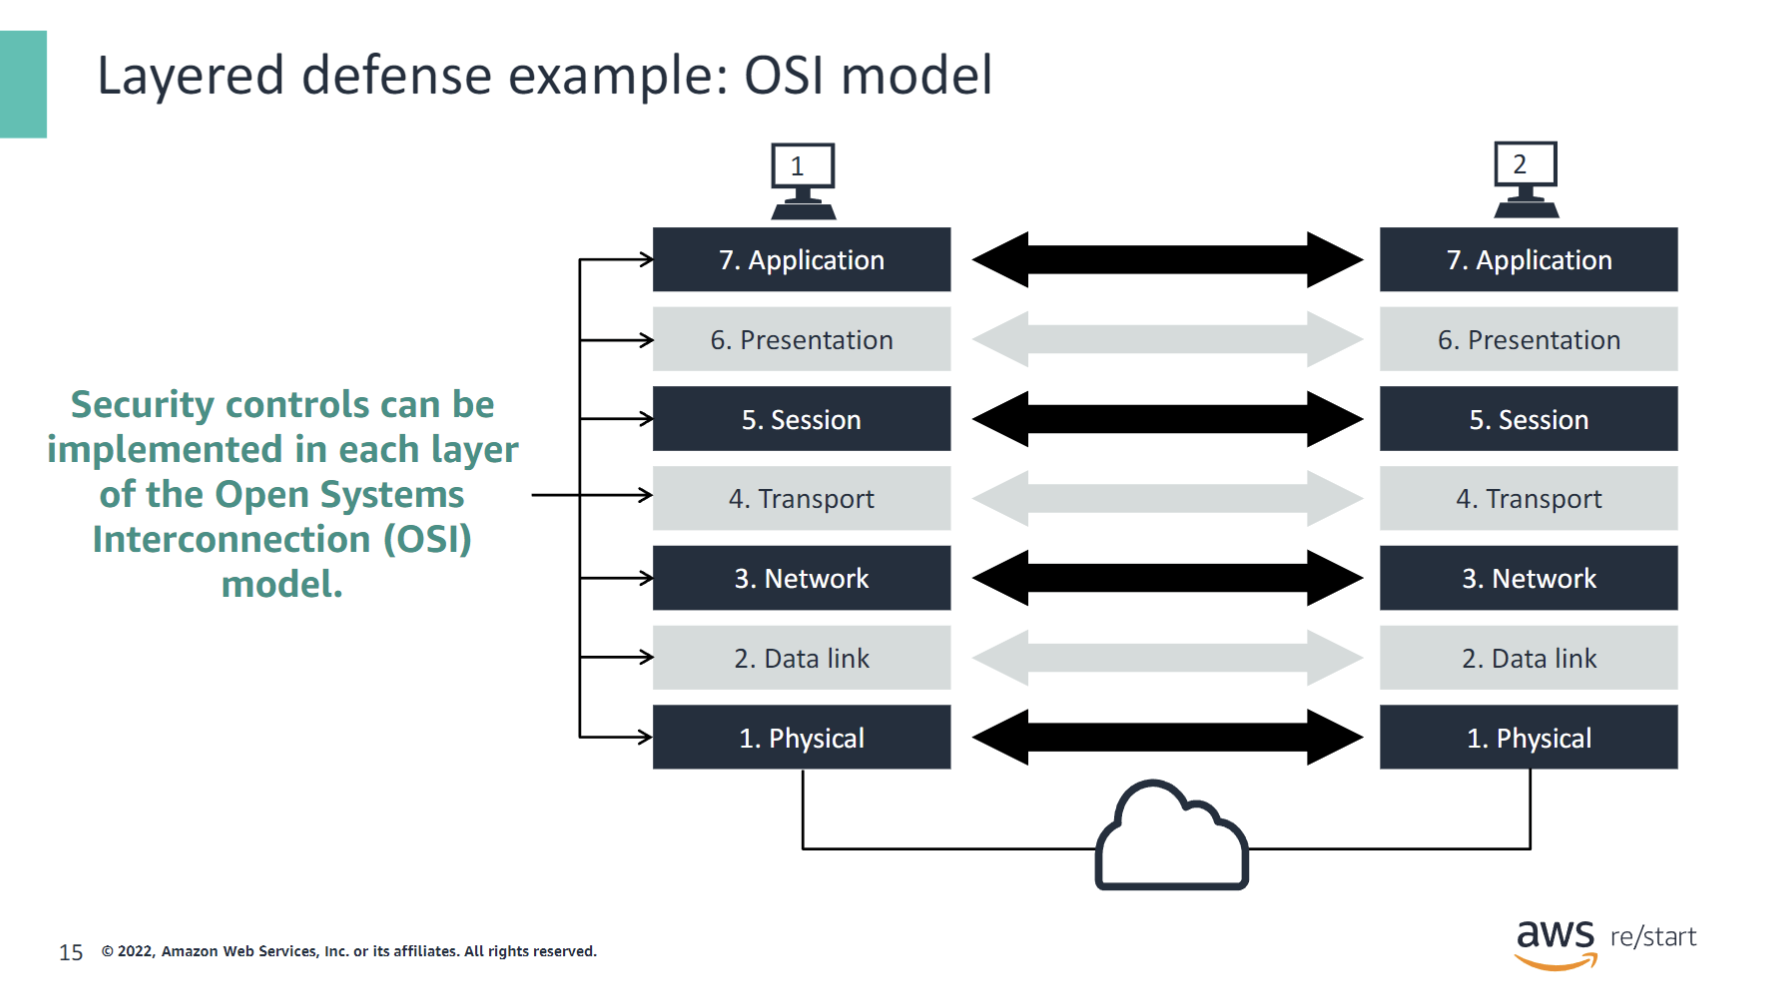 Layered defense example: OSI model
1
2
7. Application
7. Application
6. Presentation
6. Presentation
Security controls can be
implemented in each layer
of the Open Systems
Interconnection (OSI)
model.
5. Session
5. Session
4. Transport
4. Transport
3. Network
3. Network
2. Data link
2. Data link
1. Physical
1. Physical
15
© 2022, Amazon Web Services, Inc. or its affiliates. All rights reserved.
aws re/start